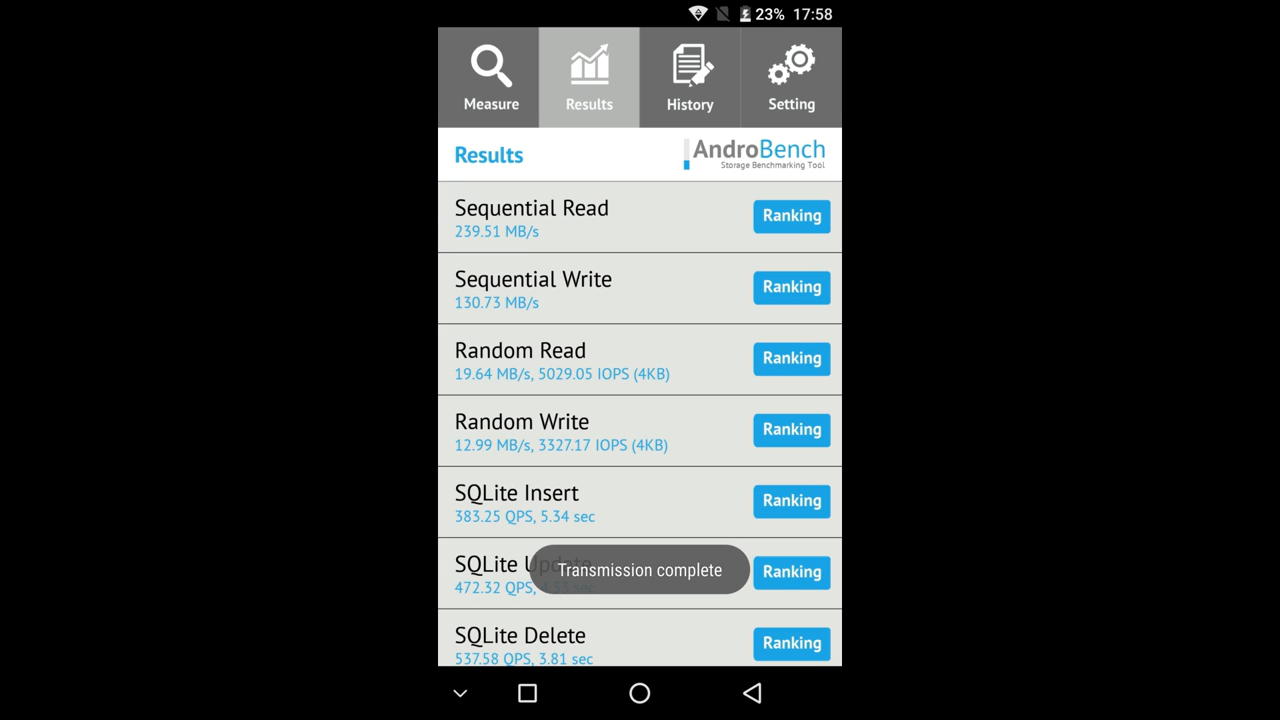 23% 17:58
Measure Results History Setting
Results
AndroBench
Storage Benchmarking Tool
Sequential Read
239.51 MB/s
Ranking
Sequential Write
130.73 MB/s
Ranking
Random Read
19.64 MB/s, 5029.05 IOPS (4KB)
Ranking
Random Write
12.99 MB/s, 3327.17 IOPS (4KB)
Ranking
SQLite Insert
383.25 QPS, 5.34 sec
Ranking
SQLite Update
472.32 QPS,
Transmission complete
Ranking
SQLite Delete
537.58 QPS, 3.81 sec
Ranking